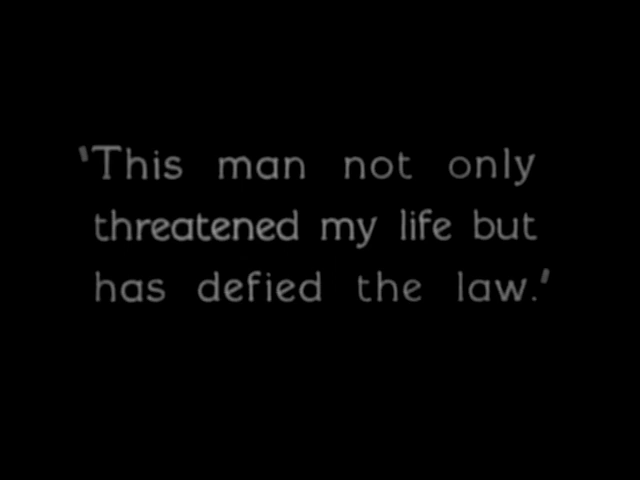 'This man not only
threatened my life but
has defied the law.'